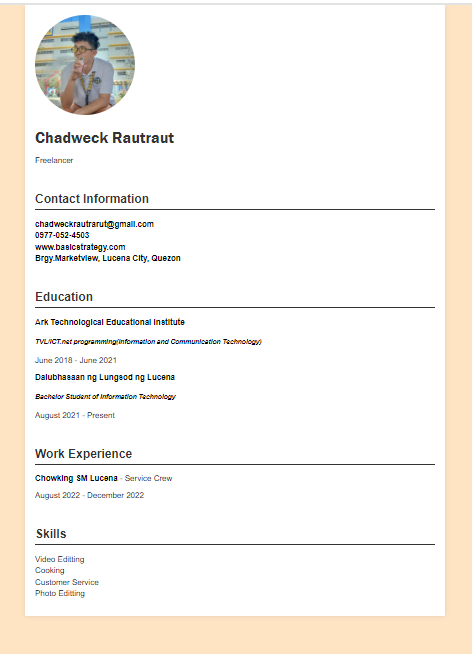 Chadweck Rautraut
Freelancer
Contact Information
chadweckrautrarut@gmail.com
0977-052-4503
www.basicstrategy.com
Brgy.Marketview, Lucena City, Quezon
Education
Ark Technological Educational Institute
TVL/ICT.net programming(Information and Communication Technology)
June 2018 - June 2021
Dalubhasaan ng Lungsod ng Lucena
Bachelor Student of Information Technology
August 2021 - Present
Work Experience
Chowking SM Lucena - Service Crew
August 2022 - December 2022
Skills
Video Editting
Cooking
Customer Service
Photo Editting